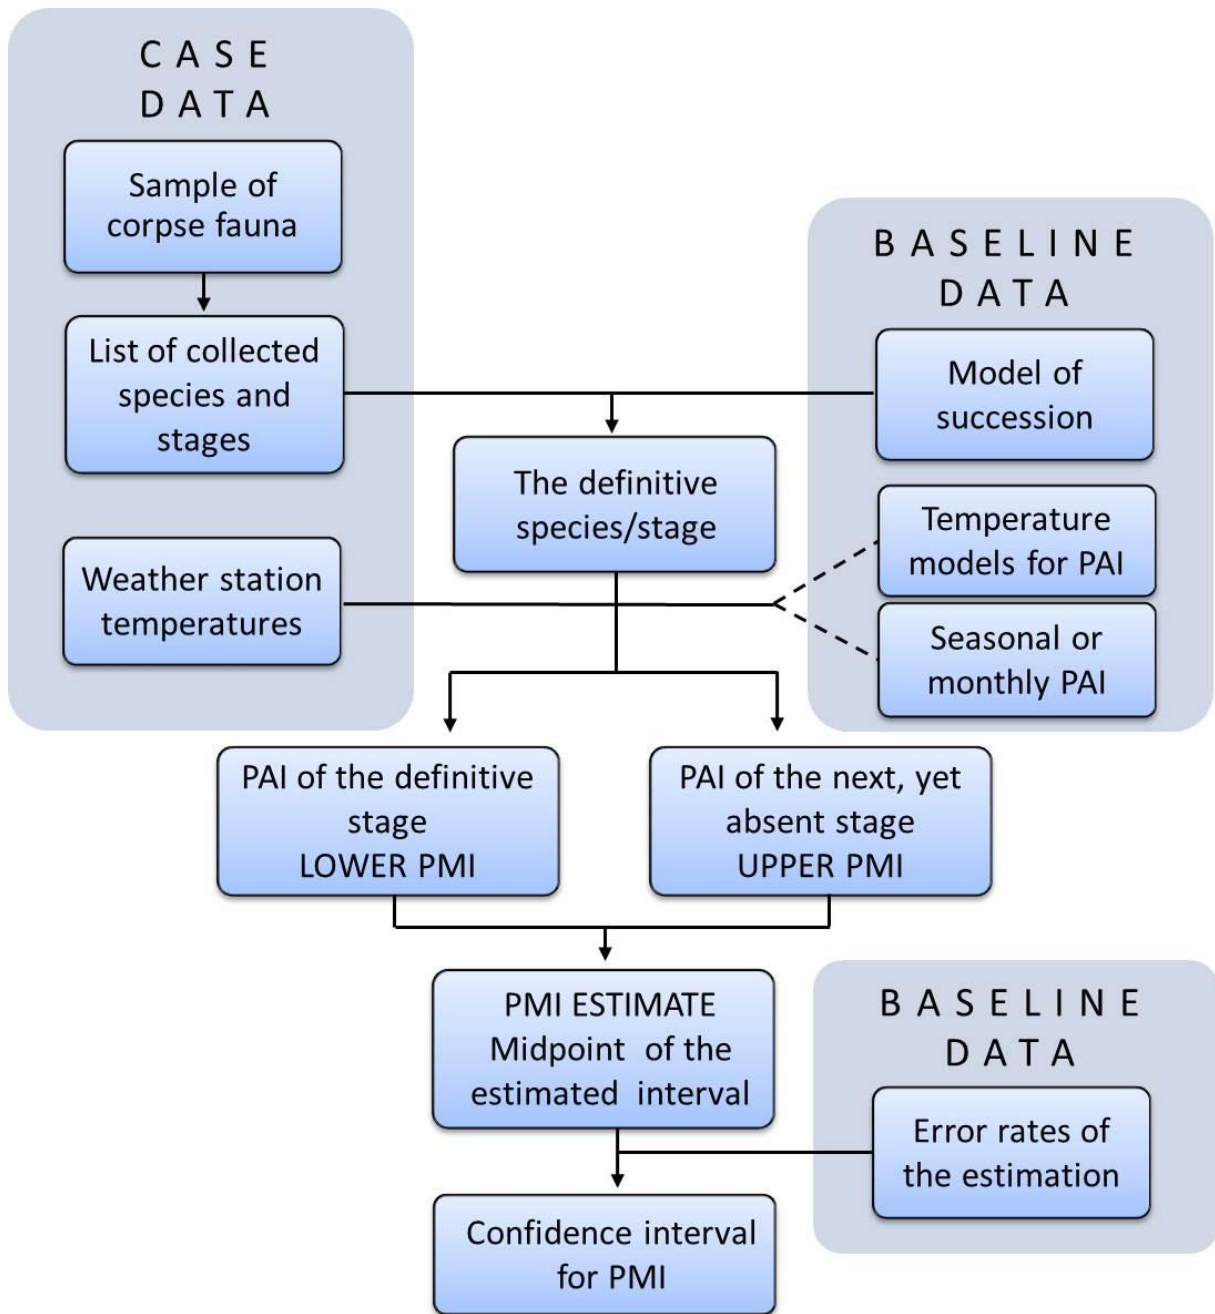 C A S E
D A T A
Sample of
corpse fauna
List of collected
species and
stages
Weather station
temperatures
B A S E L I N E
D A T A
Model of
succession
The definitive
species/stage
Temperature
models for PAI
Seasonal or
monthly PAI
PAI of the definitive
stage
LOWER PMI
PAI of the next, yet
absent stage
UPPER PMI
PMI ESTIMATE
Midpoint of the
estimated interval
B A S E L I N E
D A T A
Error rates of
the estimation
Confidence interval
for PMI